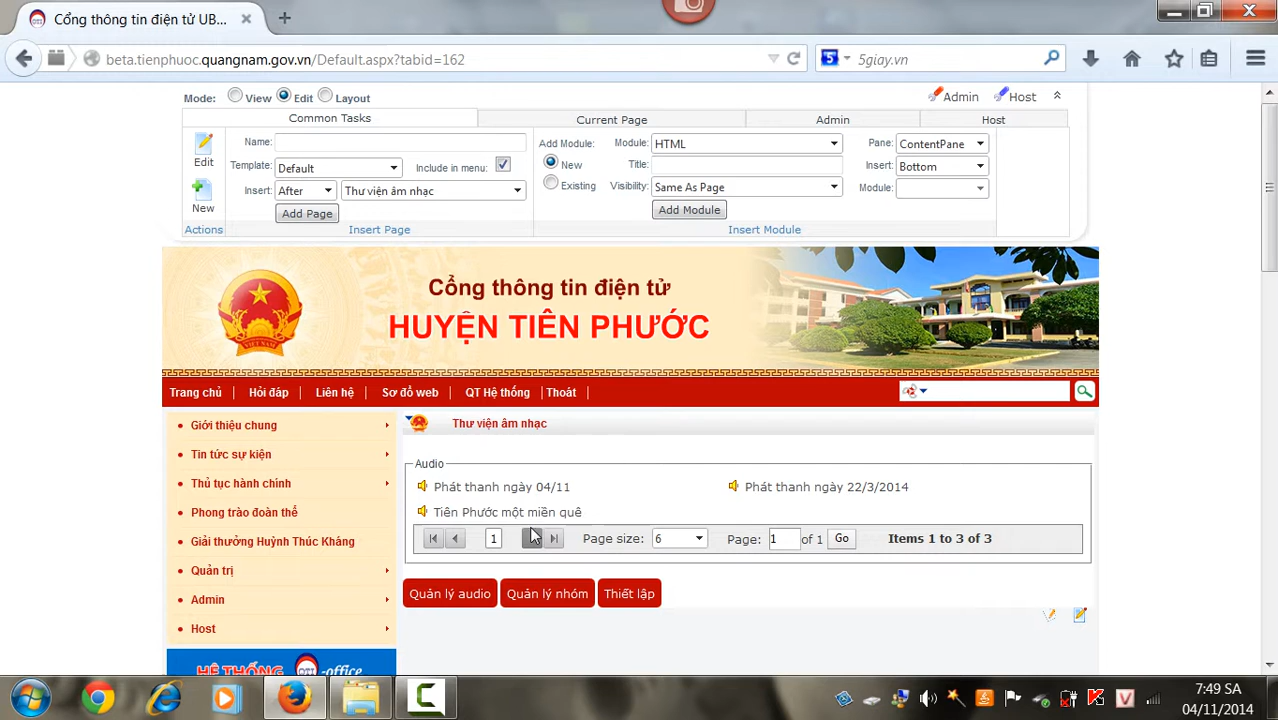 Cổng thông tin điện tử UB...
beta.tienphuoc.quangnam.gov.vn/Default.aspx?tabid=162
5giay.vn
Mode: View Edit Layout
Admin Host
Common Tasks Current Page Admin Host
Edit
New
Actions
Name:
Template: Default Include in menu:
Insert: After Thư viện âm nhạc
Add Page
Insert Page
Add Module: Module: HTML Pane: ContentPane
New Title: Insert: Bottom
Existing Visibility: Same As Page Module:
Add Module
Insert Module
Cổng thông tin điện tử
HUYỆN TIÊN PHƯỚC
VIỆT NAM
Trang chủ Hỏi đáp Liên hệ Sơ đồ web QT Hệ thống Thoát
Giới thiệu chung
Tin tức sự kiện
Thủ tục hành chính
Phong trào đoàn thể
Giải thưởng Huỳnh Thúc Kháng
Quản trị
Admin
Host
HỆ THỐNG QTI -office
Thư viện âm nhạc
Audio
Phát thanh ngày 04/11 Phát thanh ngày 22/3/2014
Tiên Phước một miền quê
1 Page size: 6 Page: 1 of 1 Go Items 1 to 3 of 3
Quản lý audio Quản lý nhóm Thiết lập
7:49 SA
04/11/2014